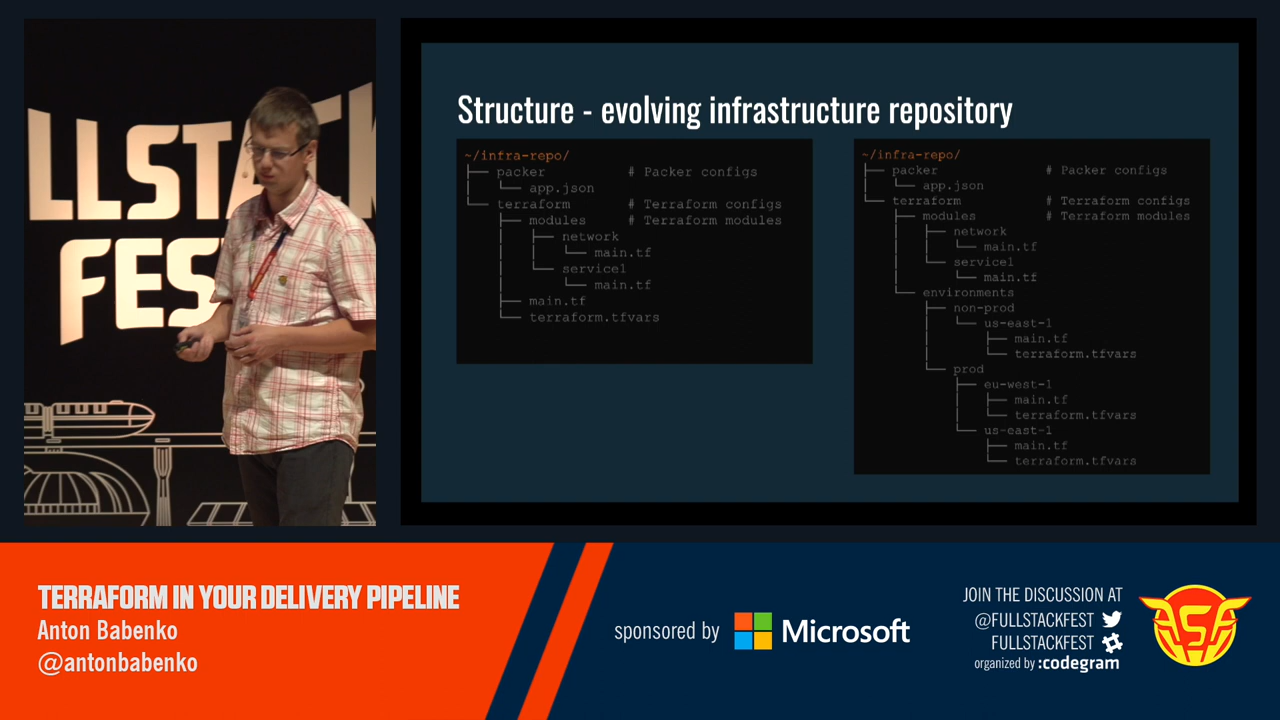 LLSTACK
FEST
Structure - evolving infrastructure repository
~/infra-repo/
├── packer # Packer configs
│ └── app.json
└── terraform # Terraform configs
├── modules # Terraform modules
│ ├── network
│ │ └── main.tf
│ └── service1
│ └── main.tf
├── main.tf
└── terraform.tfvars
~/infra-repo/
├── packer # Packer configs
│ └── app.json
└── terraform # Terraform configs
├── modules # Terraform modules
│ ├── network
│ │ └── main.tf
│ └── service1
│ └── main.tf
└── environments
├── non-prod
│ └── us-east-1
│ ├── main.tf
│ └── terraform.tfvars
└── prod
├── eu-west-1
│ ├── main.tf
│ └── terraform.tfvars
└── us-east-1
├── main.tf
└── terraform.tfvars
TERRAFORM IN YOUR DELIVERY PIPELINE
Anton Babenko
@antonbabenko
sponsored by Microsoft
JOIN THE DISCUSSION AT
@FULLSTACKFEST
FULLSTACKFEST
organized by :codegram
FSF